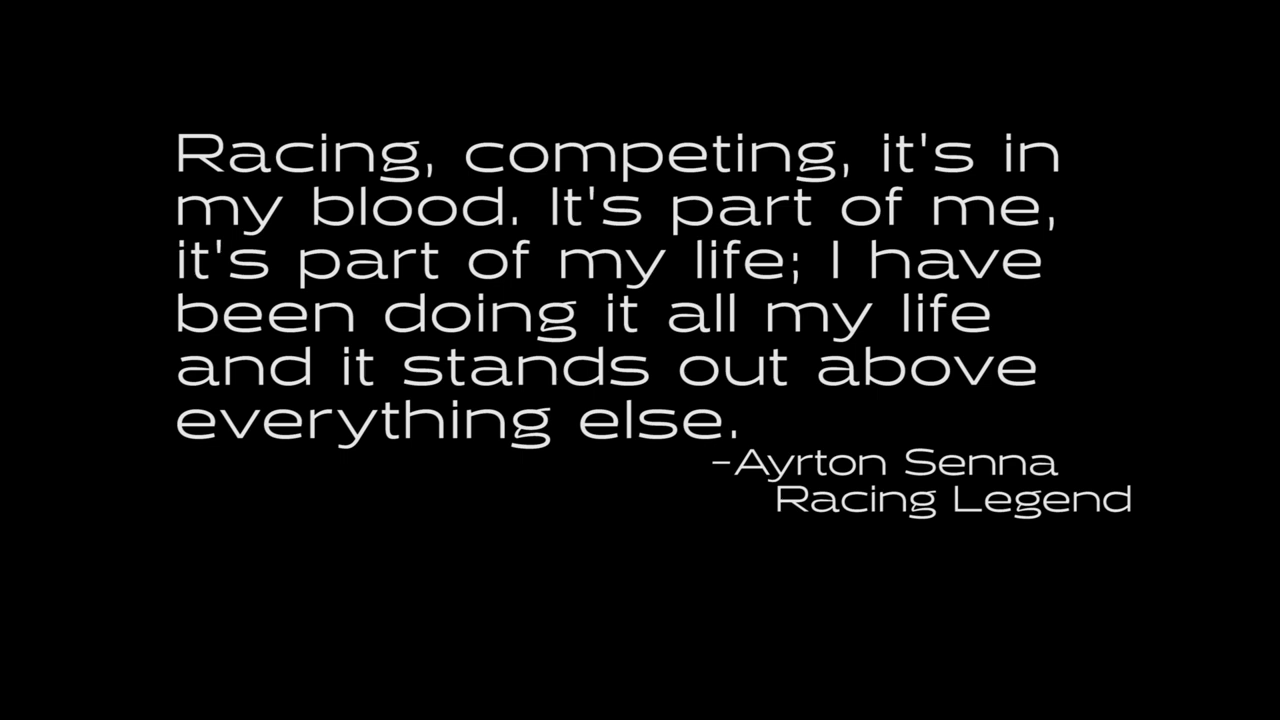 Racing, competing, it's in
my blood. It's part of me,
it's part of my life; I have
been doing it all my life
and it stands out above
everything else.
-Ayrton Senna
Racing Legend